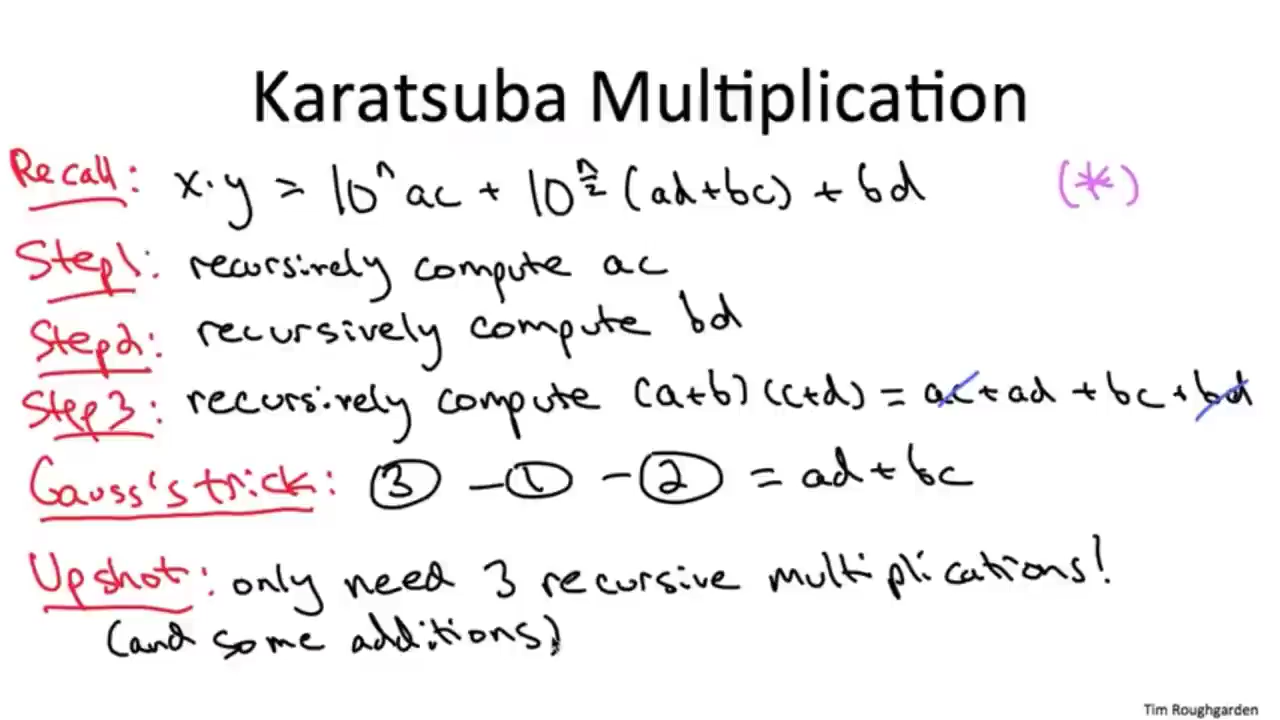 Karatsuba Multiplication
Recall: x·y = 10^n ac + 10^(n/2) (ad+bc) + bd (*)
Step1: recursively compute ac
Step2: recursively compute bd
Step3: recursively compute (a+b)(c+d) = ac+ad+bc+bd
Gauss's trick: ③ - ① - ② = ad+bc
Upshot: only need 3 recursive multiplications!
(and some additions)
Tim Roughgarden